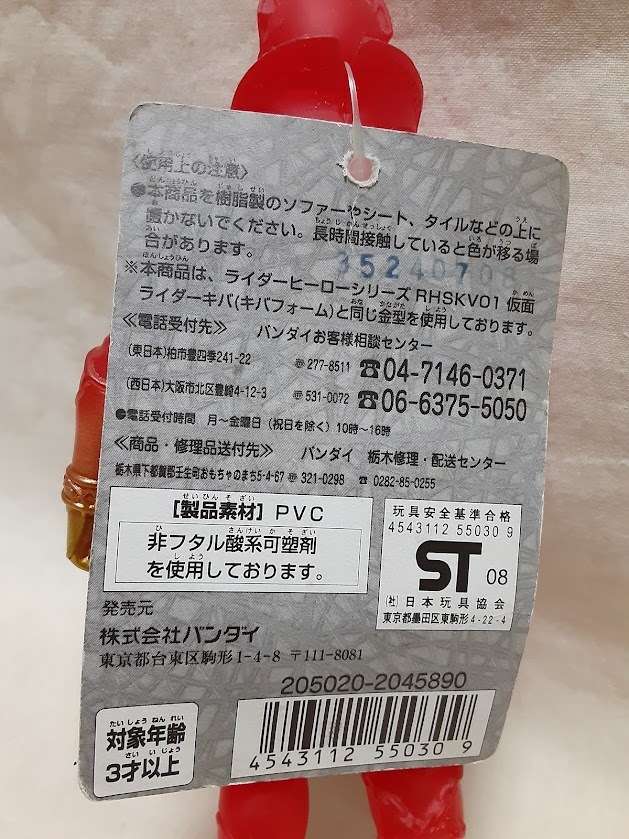 〈使用上の注意〉
●本商品を樹脂製のソファーやシート、タイルなどの上に
置かないでください。長時間接触していると色が移る場
合があります。
3524070
※本商品は、ライダーヒーローシリーズ RHSKV01 仮面
ライダーキバ(キバフォーム)と同じ金型を使用しております。
≪電話受付先≫ バンダイお客様相談センター
(東日本)柏市豊四季241-22 〠277-8511 ☎04-7146-0371
(西日本)大阪市北区豊崎4-12-3 〠531-0072 ☎06-6375-5050
●電話受付時間 月~金曜日(祝日を除く)10時~16時
≪商品・修理品送付先≫ バンダイ 栃木修理・配送センター
栃木県下都賀郡壬生町おもちゃのまち5-4-67 〠321-0298 ☎0282-85-0255
[製品素材] PVC
非フタル酸系可塑剤
を使用しております。
玩具安全基準合格
4543112 55030 9
ST 08
(社)日本玩具協会
東京都墨田区東駒形4-22-4
発売元
株式会社バンダイ
東京都台東区駒形1-4-8 〒111-8081
205020-2045890
対象年齢
3才以上
4543112 55030 9